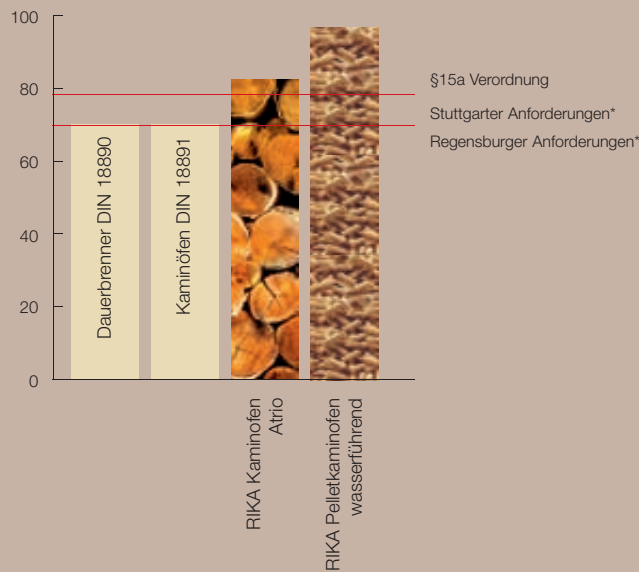 100
80
60
40
20
0
§15a Verordnung
Stuttgarter Anforderungen*
Regensburger Anforderungen*
Dauerbrenner DIN 18890
Kaminöfen DIN 18891
RIKA Kaminofen
Atrio
RIKA Pelletkaminofen
wasserführend